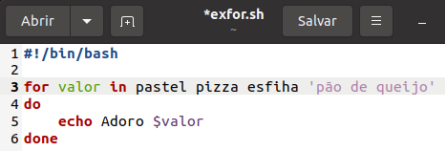 Abrir *exfor.sh Salvar
~
1 #!/bin/bash
2
3 for valor in pastel pizza esfiha 'pão de queijo'
4 do
5     echo Adoro $valor
6 done